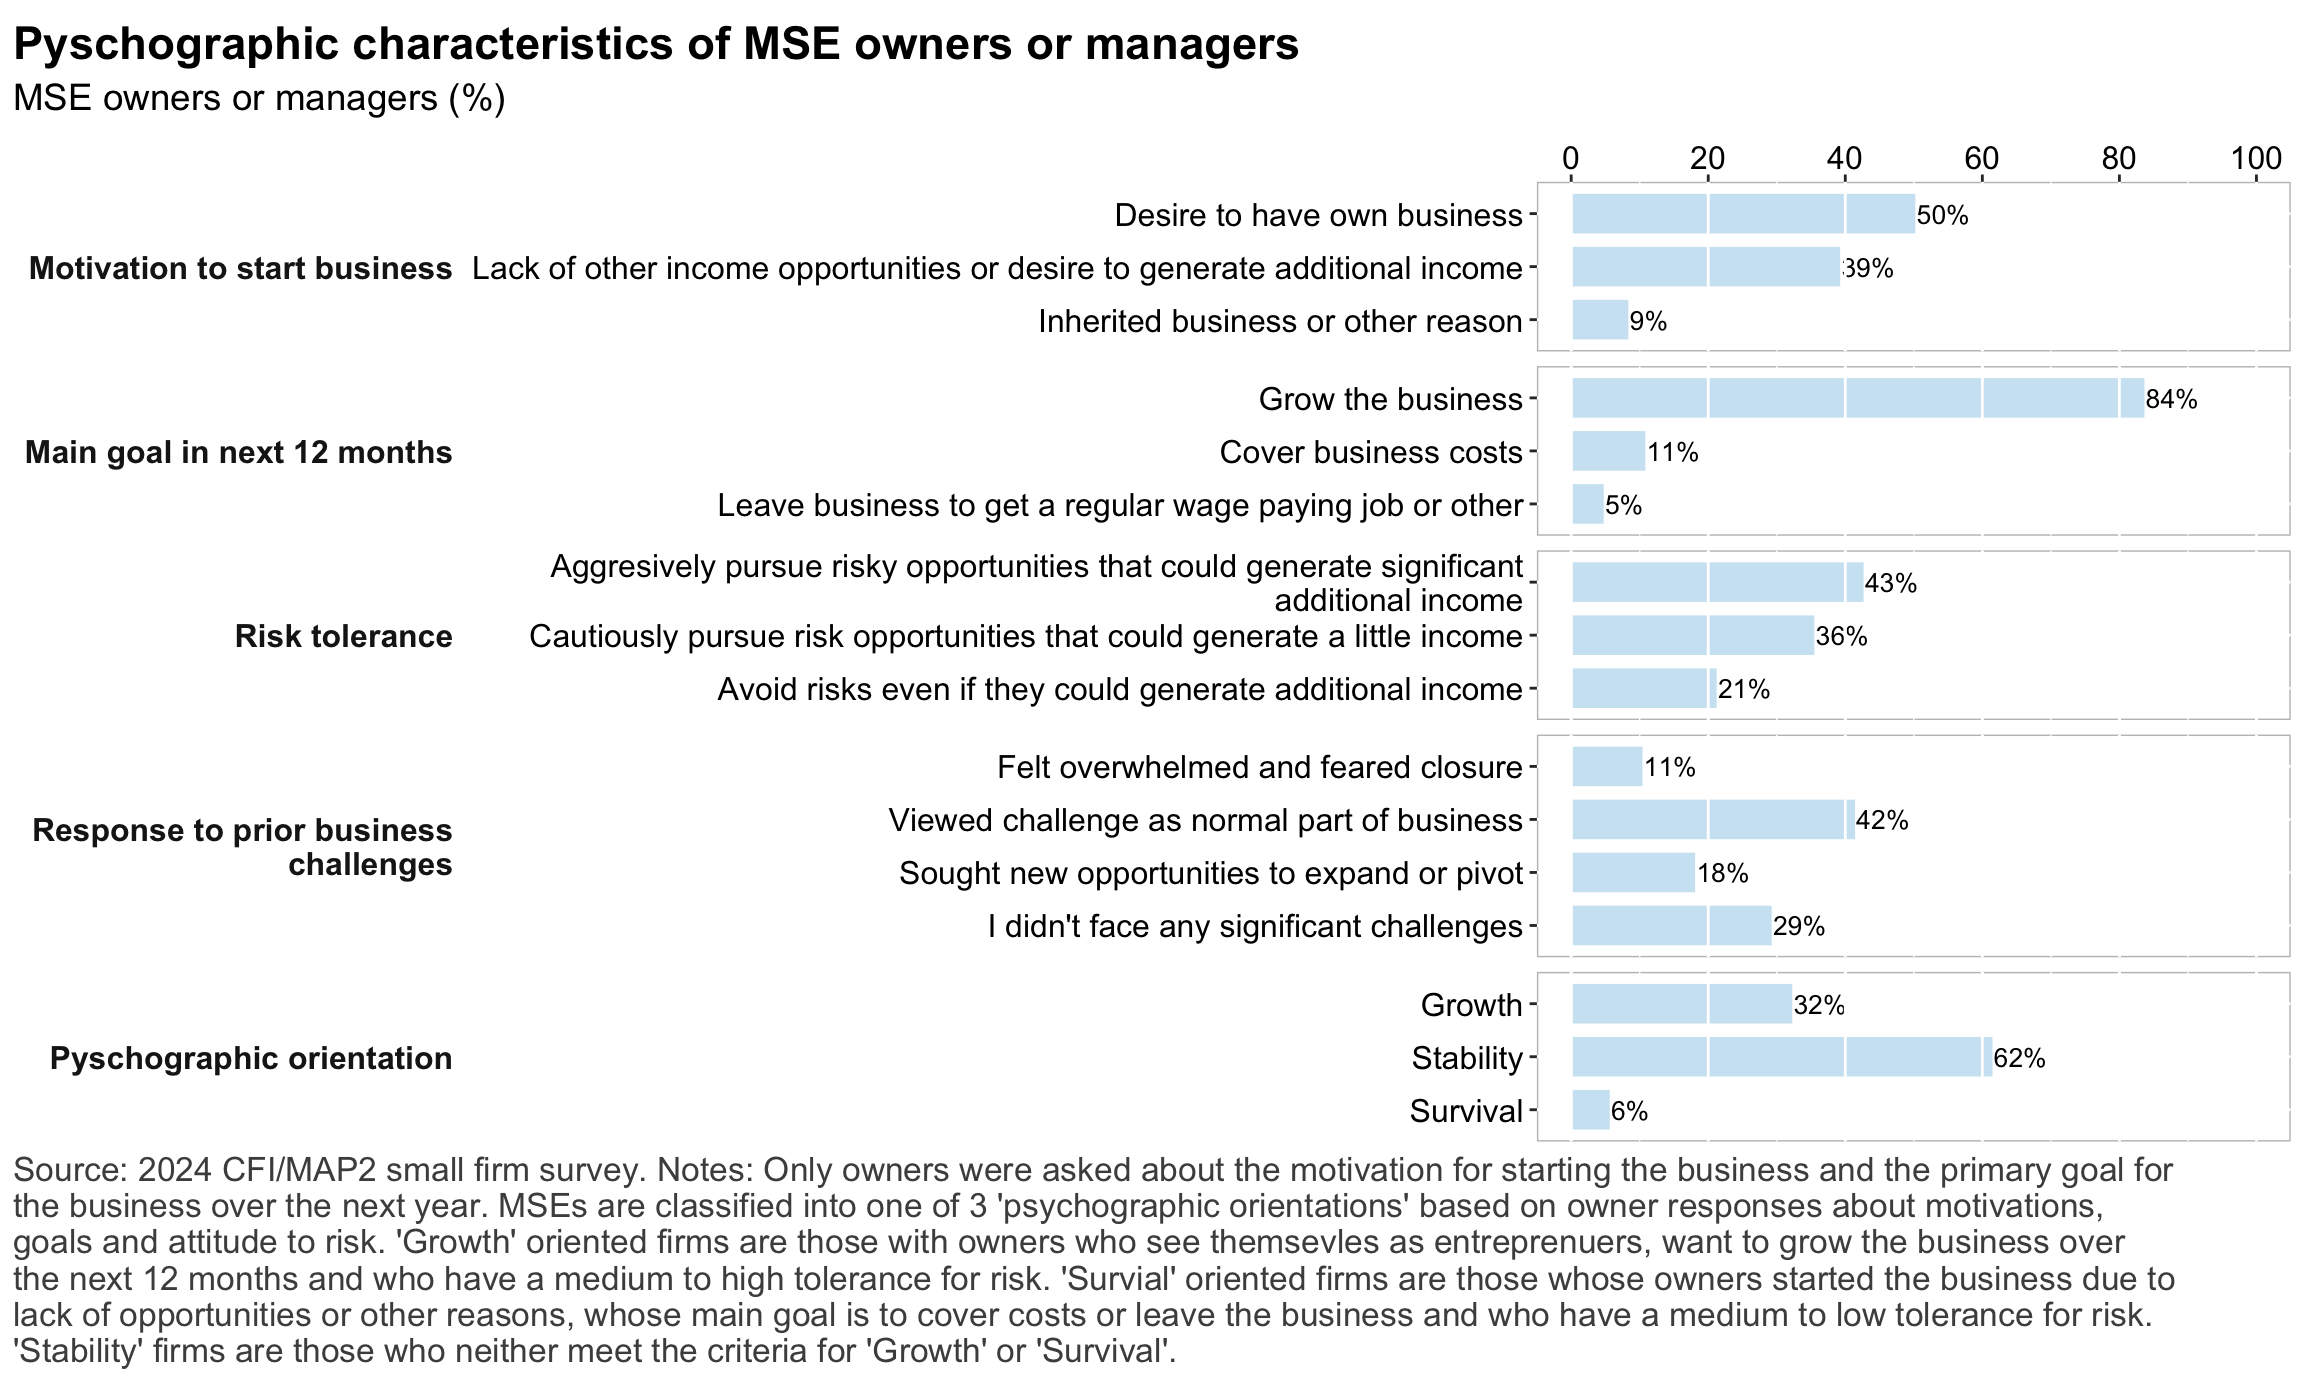 Pyschographic characteristics of MSE owners or managers
MSE owners or managers (%)
0 20 40 60 80 100
Motivation to start business
Desire to have own business 50%
Lack of other income opportunities or desire to generate additional income 39%
Inherited business or other reason 9%
Main goal in next 12 months
Grow the business 84%
Cover business costs 11%
Leave business to get a regular wage paying job or other 5%
Risk tolerance
Aggresively pursue risky opportunities that could generate significant
additional income 43%
Cautiously pursue risk opportunities that could generate a little income 36%
Avoid risks even if they could generate additional income 21%
Response to prior business
challenges
Felt overwhelmed and feared closure 11%
Viewed challenge as normal part of business 42%
Sought new opportunities to expand or pivot 18%
I didn't face any significant challenges 29%
Pyschographic orientation
Growth 32%
Stability 62%
Survival 6%
Source: 2024 CFI/MAP2 small firm survey. Notes: Only owners were asked about the motivation for starting the business and the primary goal for
the business over the next year. MSEs are classified into one of 3 'psychographic orientations' based on owner responses about motivations,
goals and attitude to risk. 'Growth' oriented firms are those with owners who see themsevles as entreprenuers, want to grow the business over
the next 12 months and who have a medium to high tolerance for risk. 'Survial' oriented firms are those whose owners started the business due to
lack of opportunities or other reasons, whose main goal is to cover costs or leave the business and who have a medium to low tolerance for risk.
'Stability' firms are those who neither meet the criteria for 'Growth' or 'Survival'.